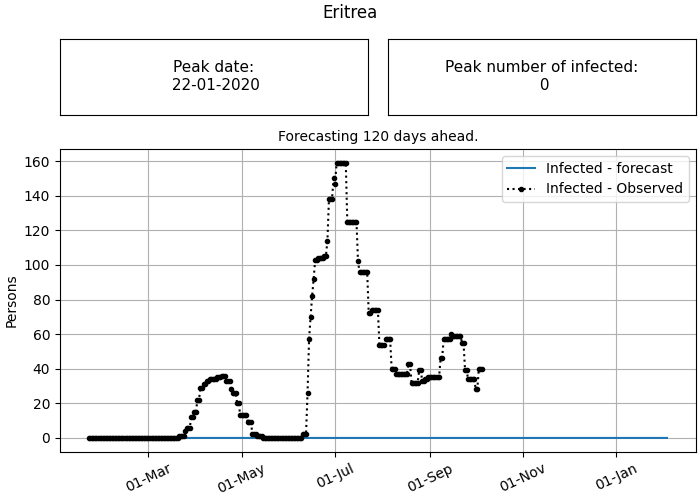 Eritrea
Peak date:
22-01-2020
Peak number of infected:
0
Forecasting 120 days ahead.
Infected - forecast
Infected - Observed
Persons
160
140
120
100
80
60
40
20
0
01-Mar
01-May
01-Jul
01-Sep
01-Nov
01-Jan